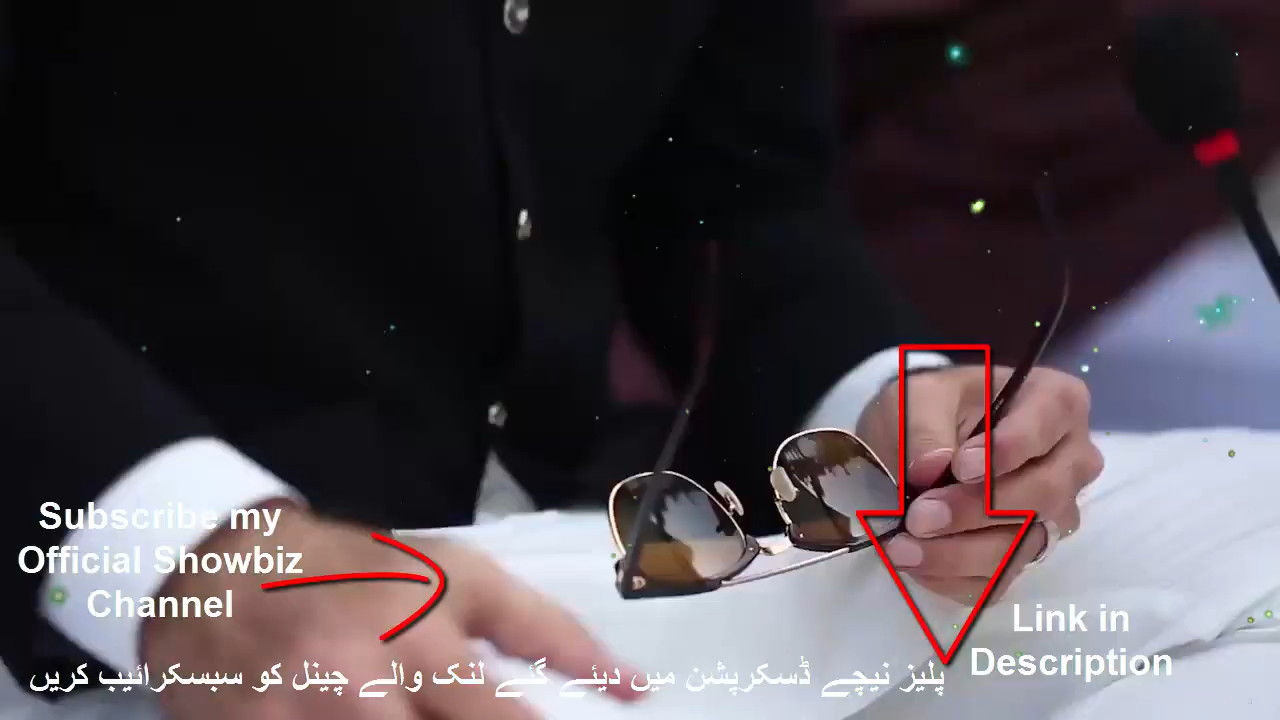 Subscribe my
Official Showbiz
Channel
Link in
Description
پلیز نیچے ڈسکرپشن میں دیئے گئے لنک والے چینل کو سبسکرائیب کریں